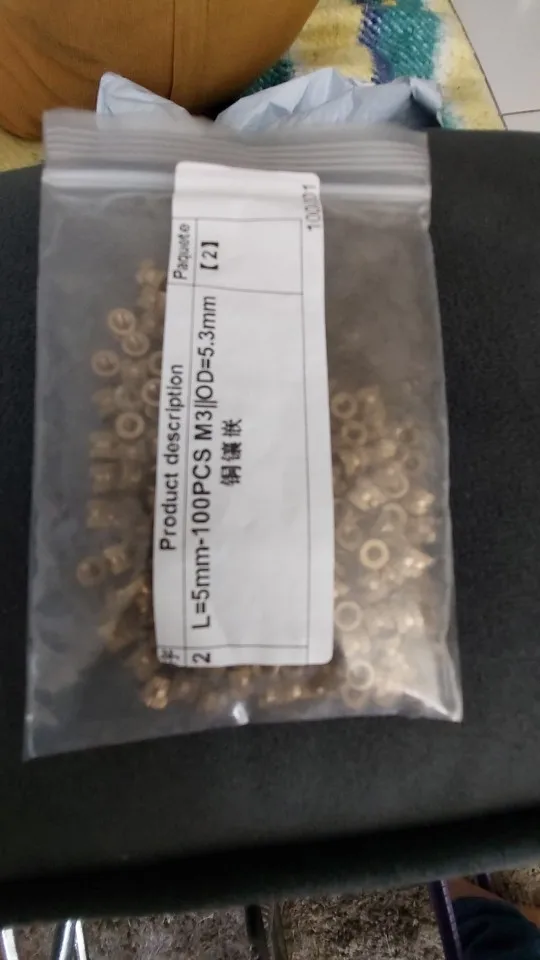 Product description
Paquete
2
L=5mm-100PCS M3||OD=5.3mm
铜镶嵌
【2】